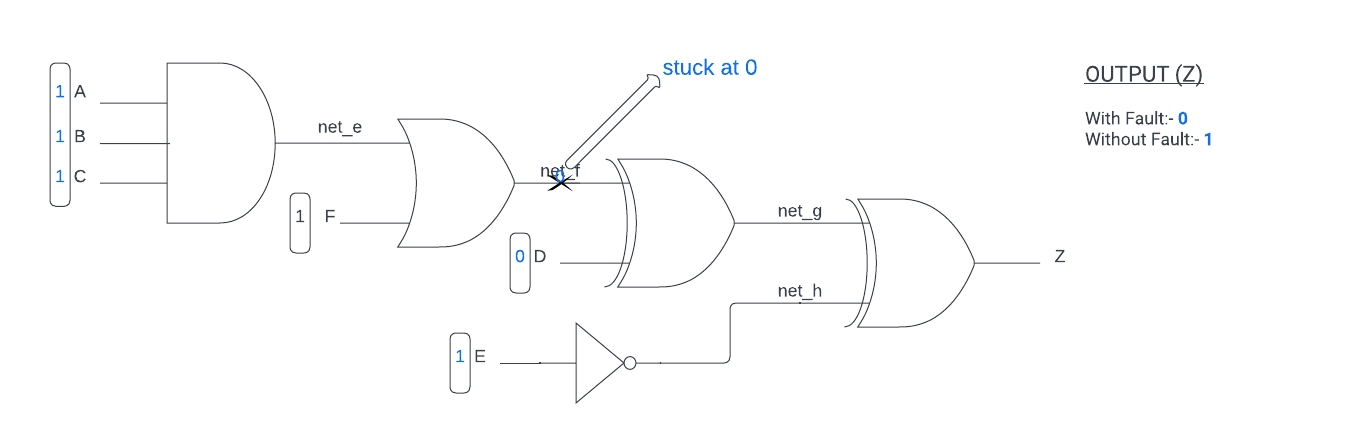 stuck at 0
OUTPUT (Z)
1 A
net_e
With Fault:- 0
1 B
Without Fault:- 1
net_f
1 C
0
1 F
net_g
0 D
Z
net_h
1 E